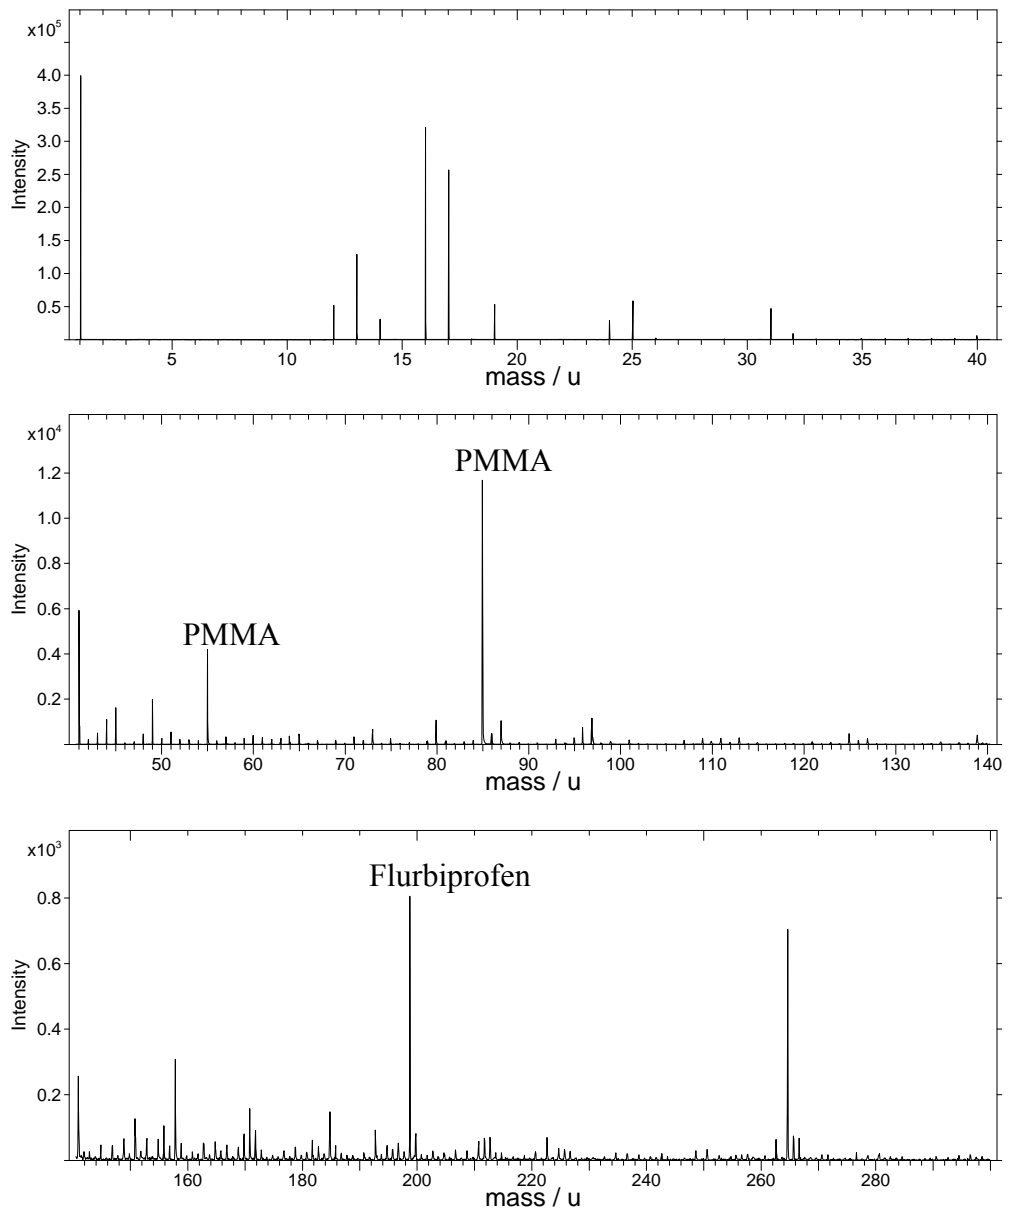 x10⁵
4.0
3.5
3.0
2.5
2.0
1.5
1.0
0.5
Intensity
5 10 15 20 25 30 35 40
mass / u
x10⁴
PMMA
1.2
1.0
0.8
0.6
PMMA
0.4
0.2
Intensity
50 60 70 80 90 100 110 120 130 140
mass / u
x10³
Flurbiprofen
0.8
0.6
0.4
0.2
Intensity
160 180 200 220 240 260 280
mass / u